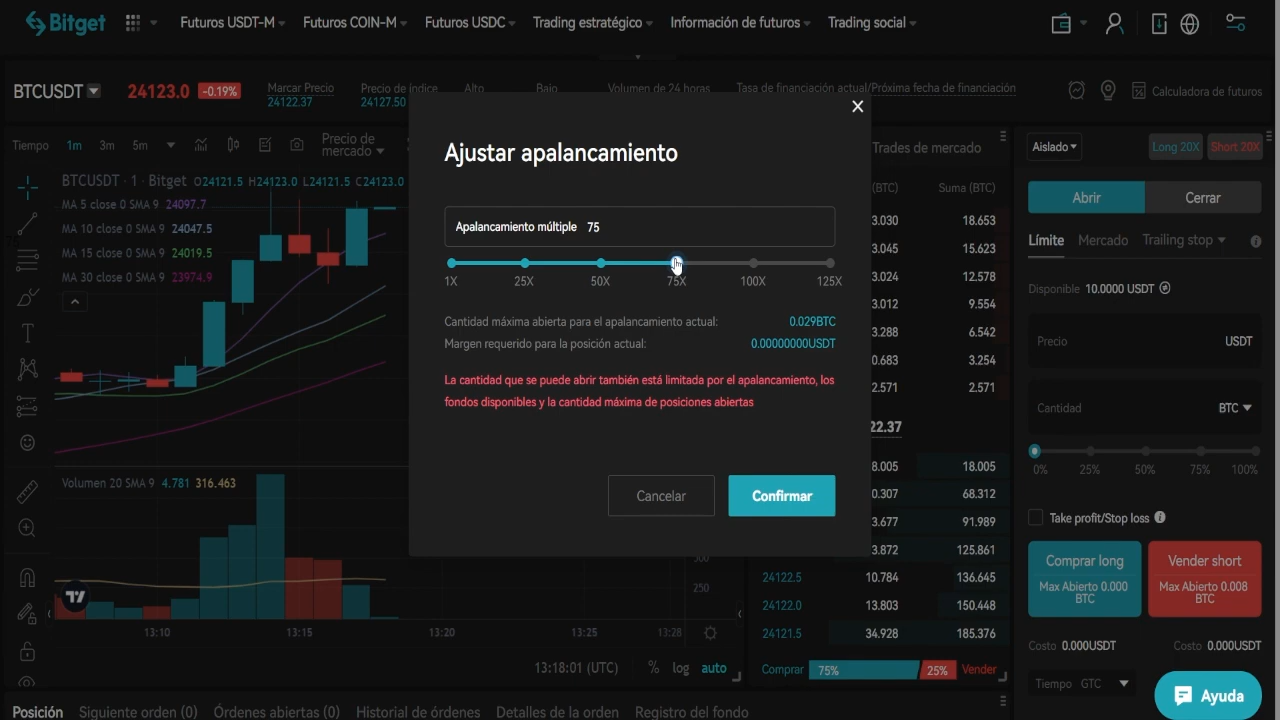 Bitget
Futuros USDT-M
Futuros COIN-M
Futuros USDC
Trading estratégico
Información de futuros
Trading social
BTCUSDT
24123.0
-0.19%
Marcar Precio
24122.37
Precio de índice
24127.50
Alto
Bajo
Volumen de 24 horas
Tasa de financiación actual/Próxima fecha de financiación
Calculadora de futuros
Tiempo 1m 3m 5m
Precio de
mercado
Trades de mercado
Aislado
Long 20X
Short 20X
BTCUSDT · 1 · Bitget O24121.5 H24123.0 L24121.5 C24123.0
MA 5 close 0 SMA 9 24097.7
MA 10 close 0 SMA 9 24047.5
MA 15 close 0 SMA 9 24019.5
MA 30 close 0 SMA 9 23974.9
Volumen 20 SMA 9 4.781 316.463
500
250
13:10
13:15
13:20
13:25
13:28
13:18:01 (UTC)
% log auto
Ajustar apalancamiento
Apalancamiento múltiple 75
1X 25X 50X 75X 100X 125X
Cantidad máxima abierta para el apalancamiento actual: 0.029BTC
Margen requerido para la posición actual: 0.00000000USDT
La cantidad que se puede abrir también está limitada por el apalancamiento, los
fondos disponibles y la cantidad máxima de posiciones abiertas
Cancelar
Confirmar
(BTC) Suma (BTC)
3.030 18.653
3.045 15.623
3.024 12.578
3.012 9.554
3.288 6.542
0.683 3.254
2.571 2.571
22.37
8.005 18.005
0.307 68.312
3.677 91.989
3.872 125.861
24122.5 10.784 136.645
24122.0 13.803 150.448
24121.5 34.928 185.376
Comprar 75% 25% Vender
Abrir
Cerrar
Límite Mercado Trailing stop
Disponible 10.0000 USDT
Precio USDT
Cantidad BTC
0% 25% 50% 75% 100%
Take profit/Stop loss
Comprar long
Max Abierto 0.000
BTC
Vender short
Max Abierto 0.008
BTC
Costo 0.000USDT
Costo 0.000USDT
Tiempo GTC
Ayuda
Posición
Siguiente orden (0)
Órdenes abiertas (0)
Historial de órdenes
Detalles de la orden
Registro del fondo